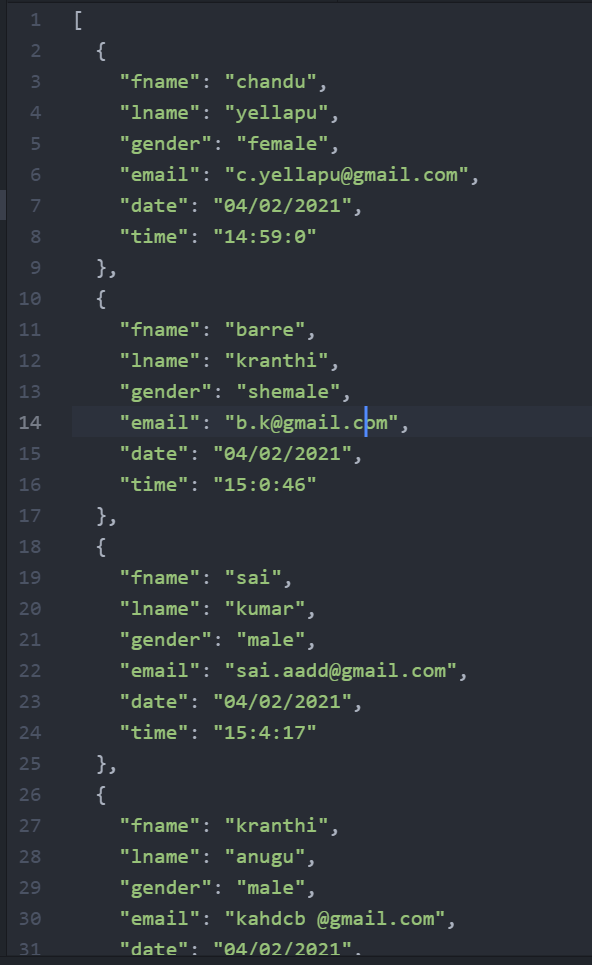 1 [
2 {
3 "fname": "chandu",
4 "lname": "yellapu",
5 "gender": "female",
6 "email": "c.yellapu@gmail.com",
7 "date": "04/02/2021",
8 "time": "14:59:0"
9 },
10 {
11 "fname": "barre",
12 "lname": "kranthi",
13 "gender": "shemale",
14 "email": "b.k@gmail.com",
15 "date": "04/02/2021",
16 "time": "15:0:46"
17 },
18 {
19 "fname": "sai",
20 "lname": "kumar",
21 "gender": "male",
22 "email": "sai.aadd@gmail.com",
23 "date": "04/02/2021",
24 "time": "15:4:17"
25 },
26 {
27 "fname": "kranthi",
28 "lname": "anugu",
29 "gender": "male",
30 "email": "kahdcb @gmail.com",
31 "date": "04/02/2021",